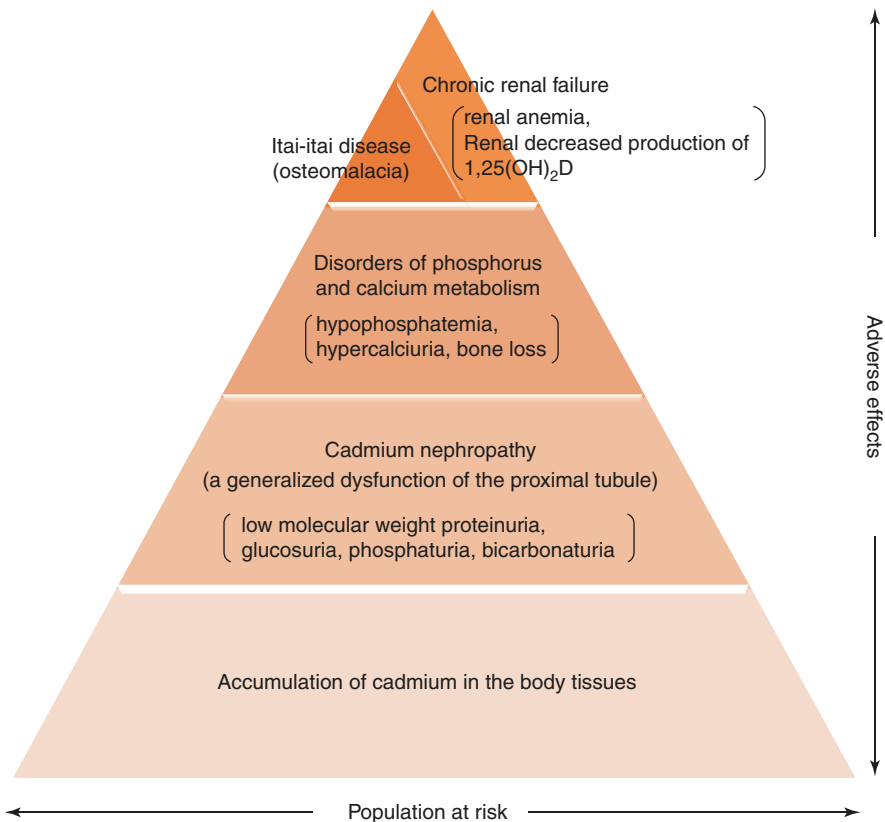 Chronic renal failure
renal anemia,
Renal decreased production of
1,25(OH)₂D
Itai-itai disease
(osteomalacia)
Disorders of phosphorus
and calcium metabolism
hypophosphatemia,
hypercalciuria, bone loss
Cadmium nephropathy
(a generalized dysfunction of the proximal tubule)
low molecular weight proteinuria,
glucosuria, phosphaturia, bicarbonaturia
Accumulation of cadmium in the body tissues
Adverse effects
Population at risk